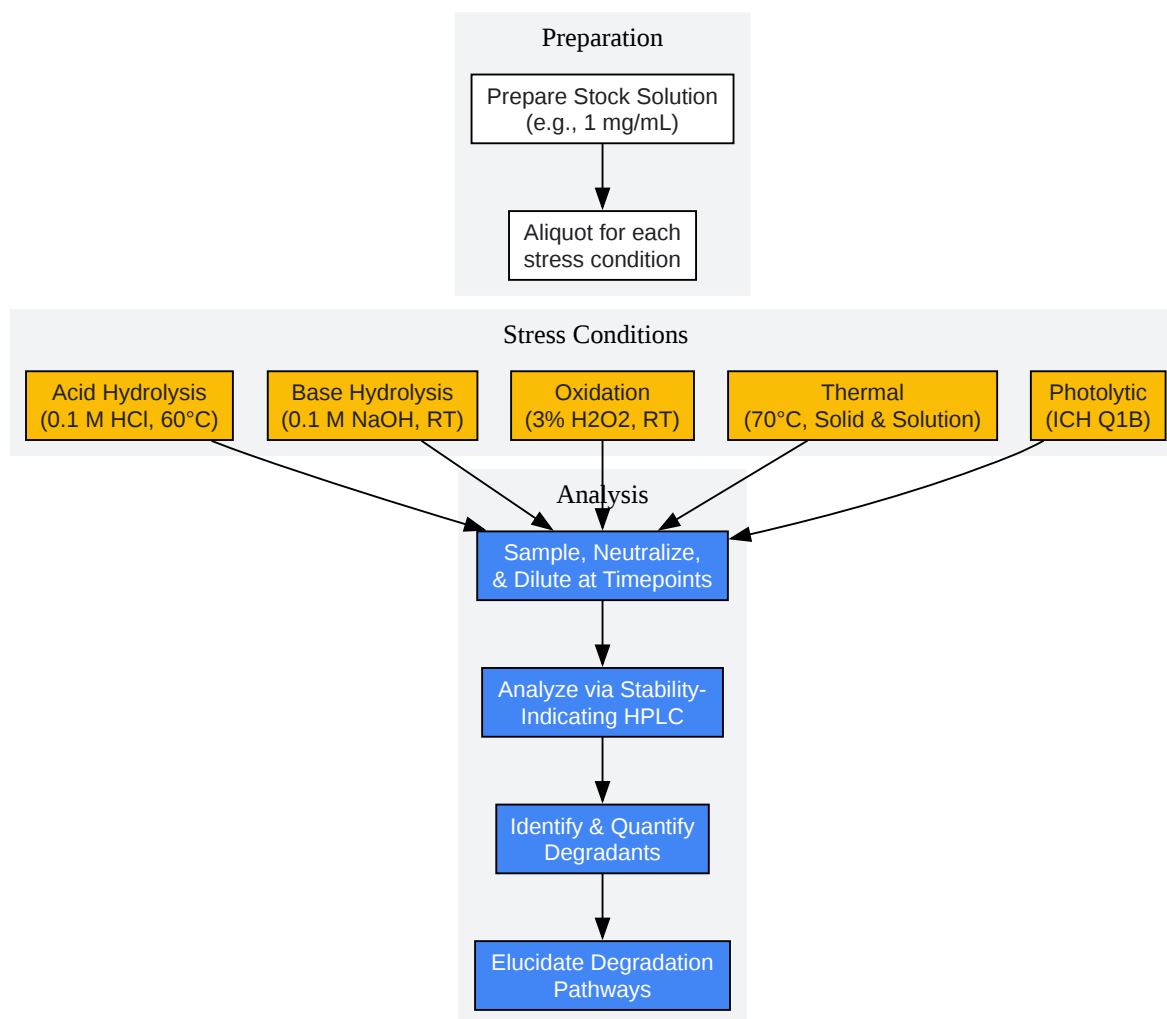 Preparation
Prepare Stock Solution
(e.g., 1 mg/mL)
Aliquot for each
stress condition
Stress Conditions
Acid Hydrolysis
(0.1 M HCl, 60°C)
Base Hydrolysis
(0.1 M NaOH, RT)
Oxidation
(3% H2O2, RT)
Thermal
(70°C, Solid & Solution)
Photolytic
(ICH Q1B)
Analysis
Sample, Neutralize,
& Dilute at Timepoints
Analyze via Stability-
Indicating HPLC
Identify & Quantify
Degradants
Elucidate Degradation
Pathways